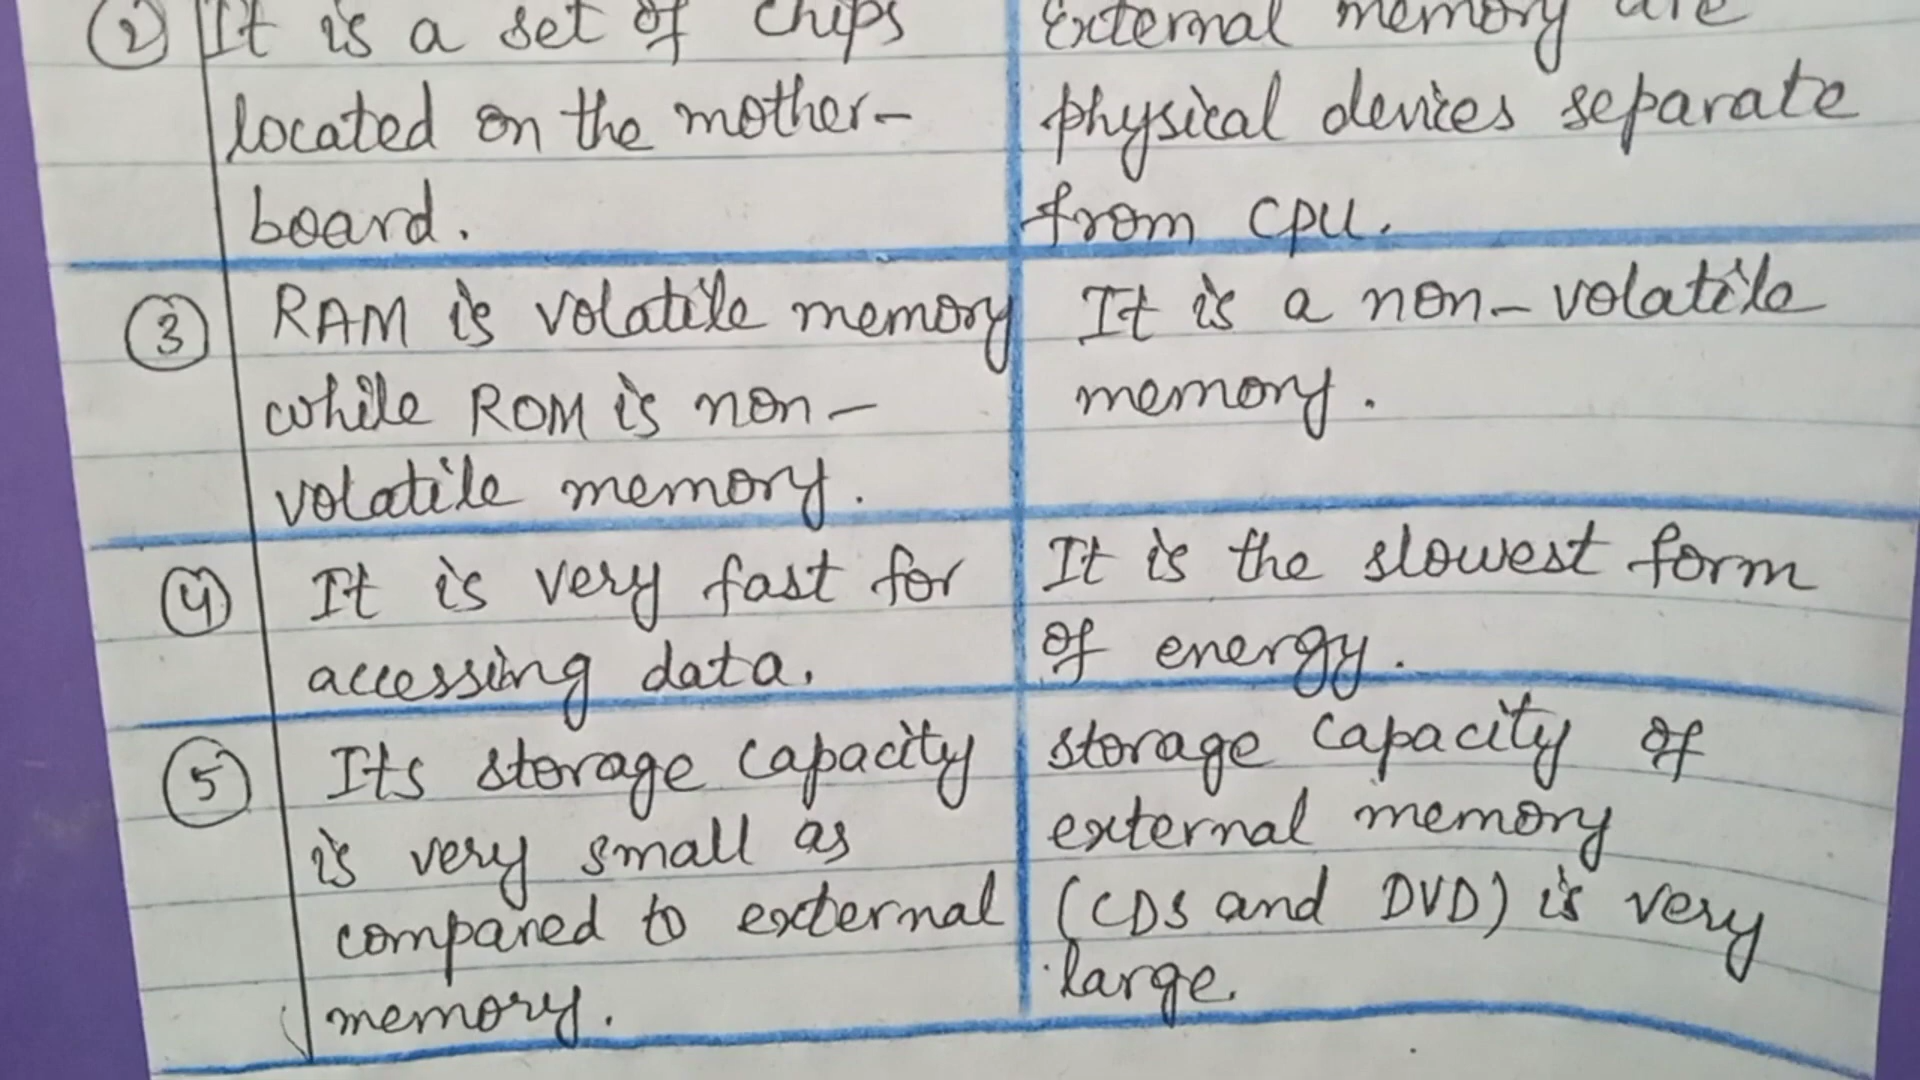 ② It is a set of chips
located on the mother-
board.
External memory are
physical devices separate
from CPU.
③ RAM is volatile memory
while ROM is non-
volatile memory.
It is a non-volatile
memory.
④ It is very fast for
accessing data.
It is the slowest form
of energy.
⑤ Its storage capacity
is very small as
compared to external
memory.
storage capacity of
external memory
(CDs and DVD) is very
large.